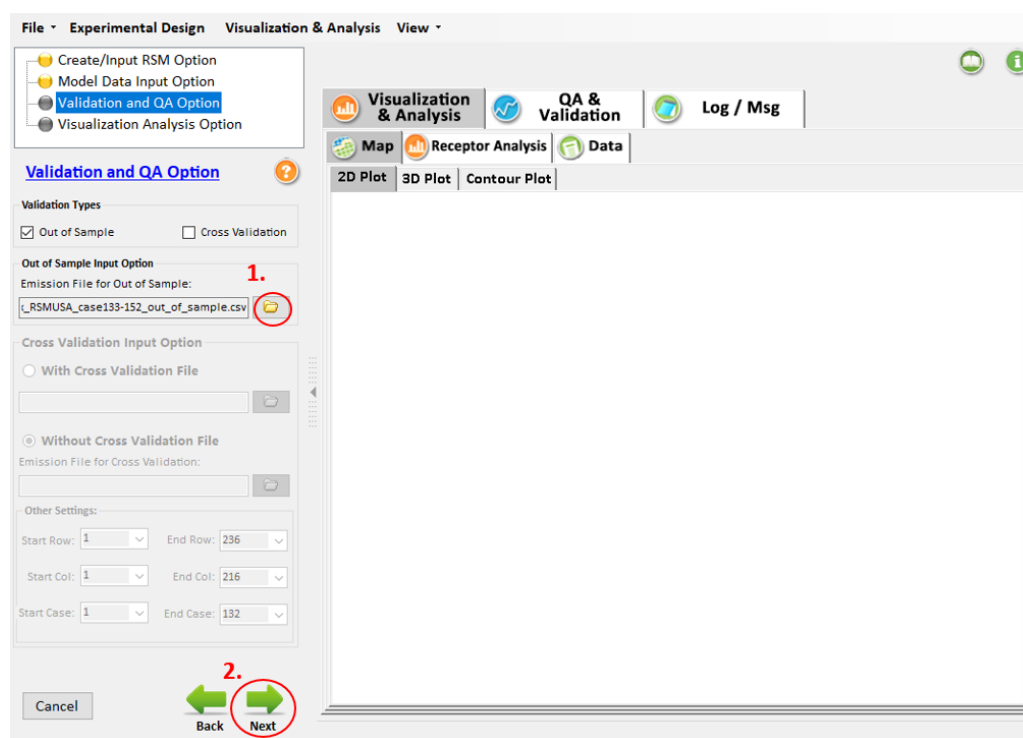 File Experimental Design Visualization & Analysis View
Create/Input RSM Option
Model Data Input Option
Validation and QA Option
Visualization Analysis Option
Validation and QA Option
?
Validation Types
Out of Sample Cross Validation
Out of Sample Input Option
1.
Emission File for Out of Sample:
_RSMUSA_case133-152_out_of_sample.csv
Cross Validation Input Option
With Cross Validation File
Without Cross Validation File
Emission File for Cross Validation:
Other Settings:
Start Row: 1 End Row: 236
Start Col: 1 End Col: 216
Start Case: 1 End Case: 132
2.
Cancel
Back Next
Visualization
& Analysis
QA &
Validation
Log / Msg
Map Receptor Analysis Data
2D Plot 3D Plot Contour Plot